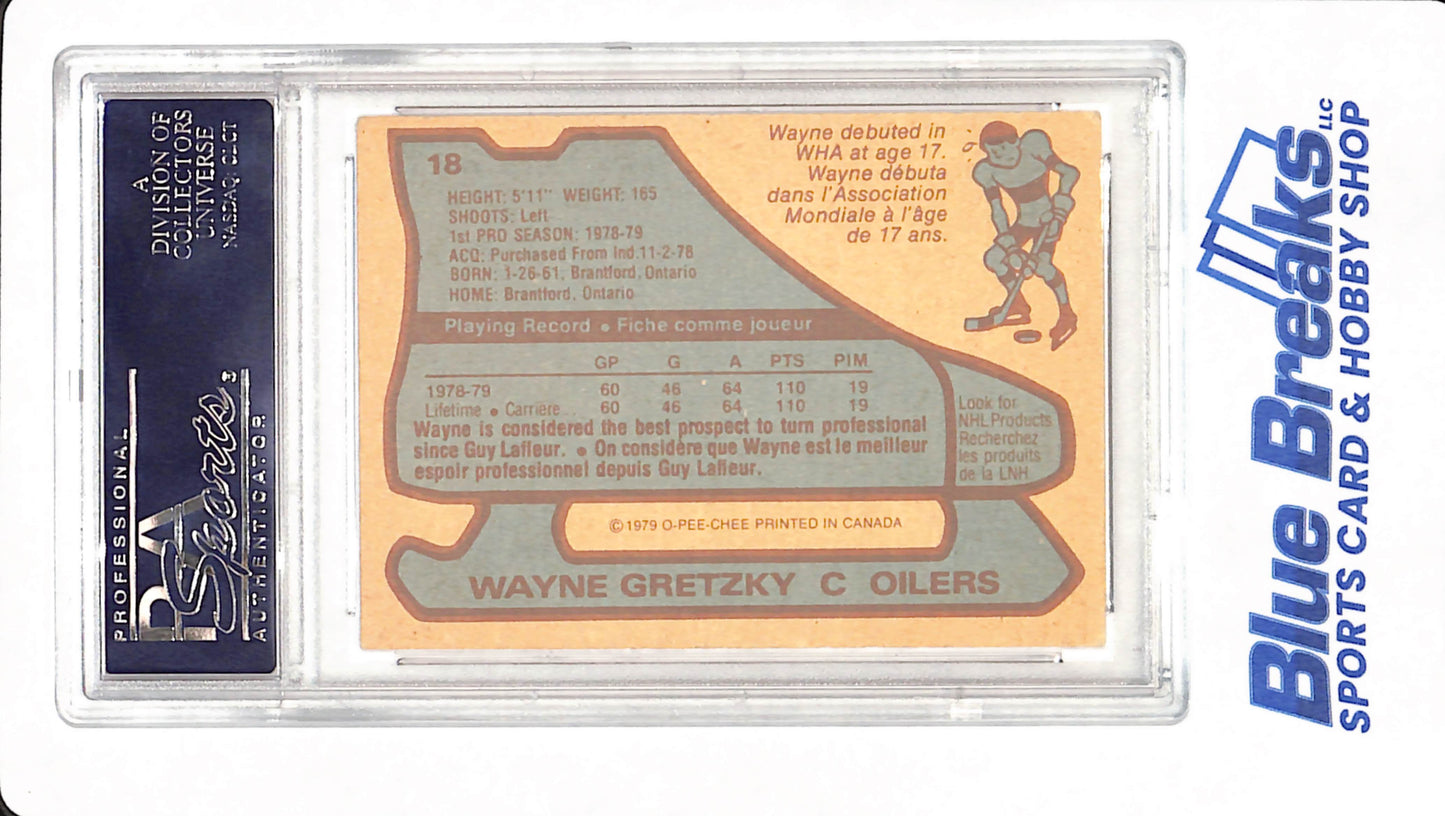 A
DIVISION OF
COLLECTORS
UNIVERSE
NASDAQ: CLCT
PROFESSIONAL
PSA
Sports
AUTHENTICATOR
18
HEIGHT: 5'11" WEIGHT: 165
SHOOTS: Left
1st PRO SEASON: 1978-79
ACQ: Purchased From Ind.11-2-78
BORN: 1-26-61, Brantford, Ontario
HOME: Brantford, Ontario
Wayne debuted in
WHA at age 17.
Wayne débuta
dans l'Association
Mondiale à l'âge
de 17 ans.
Playing Record • Fiche comme joueur
GP G A PTS PIM
1978-79 60 46 64 110 19
Lifetime • Carrière.. 60 46 64 110 19
Wayne is considered the best prospect to turn professional
since Guy Lafleur. • On considère que Wayne est le meilleur
espoir professionnel depuis Guy Lafleur.
Look for
NHL Products
Recherchez
les produits
de la LNH
© 1979 O-PEE-CHEE PRINTED IN CANADA
WAYNE GRETZKY C OILERS
Blue Breaks LLC
SPORTS CARD & HOBBY SHOP